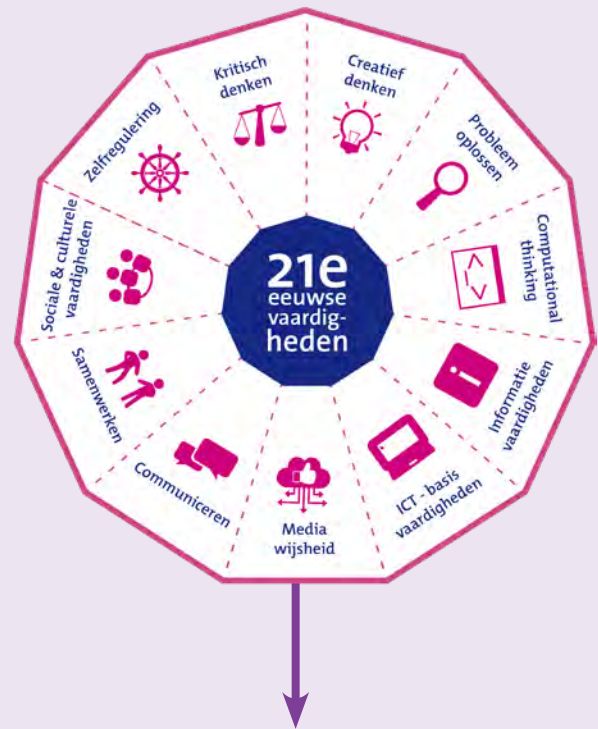 21e
eeuwse
vaardig-
heden
Kritisch
denken
Creatief
denken
Probleem
oplossen
Computational
thinking
Informatie
vaardigheden
ICT - basis
vaardigheden
Media
wijsheid
Communiceren
Samenwerken
Sociale & culturele
vaardigheden
Zelfregulering